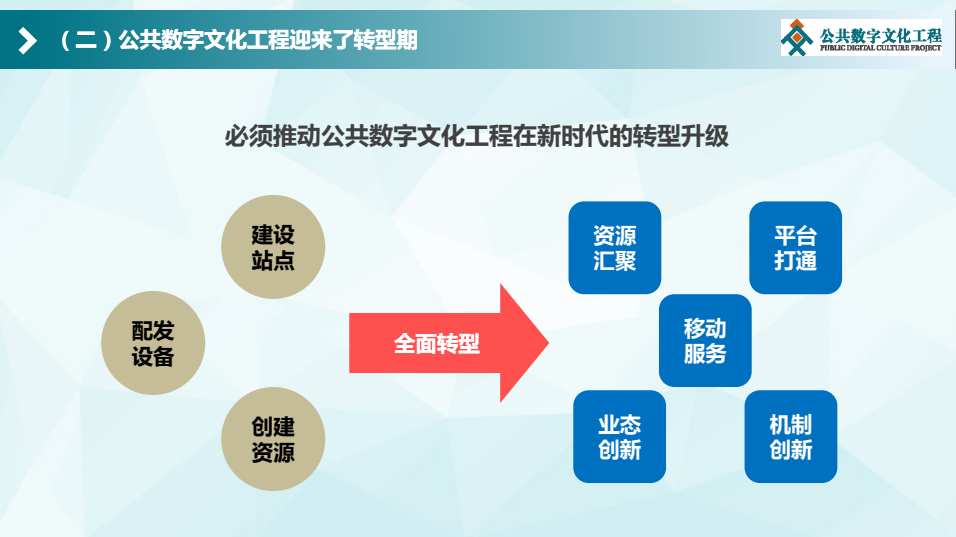 （二）公共数字文化工程迎来了转型期
公共数字文化工程
PUBLIC DIGITAL CULTURE PROJECT
必须推动公共数字文化工程在新时代的转型升级
建设
站点
配发
设备
创建
资源
全面转型
资源
汇聚
平台
打通
移动
服务
业态
创新
机制
创新